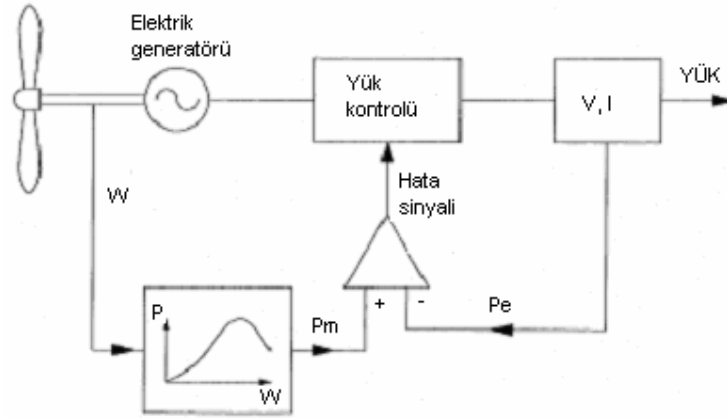 Elektrik
generatörü
Yük
kontrolü
V, I
YÜK
W
Hata
sinyali
P
W
Pm
+
-
Pe